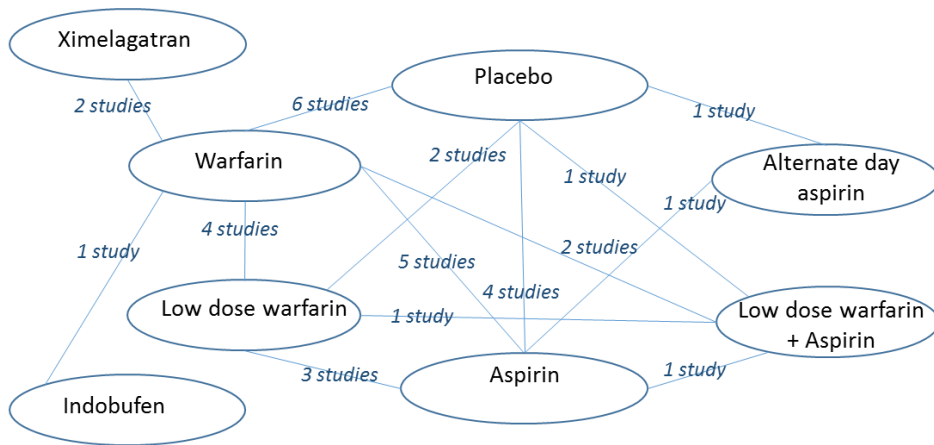 Ximelagatran
Placebo
2 studies
6 studies
1 study
Warfarin
2 studies
Alternate day
aspirin
1 study
1 study
4 studies
1 study
2 studies
5 studies
4 studies
Low dose warfarin
1 study
Low dose warfarin
+ Aspirin
3 studies
Aspirin
1 study
Indobufen